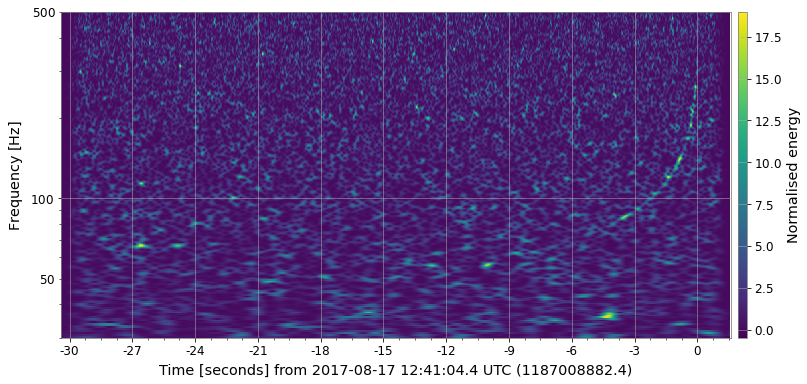 500
100
50
Frequency [Hz]
-30 -27 -24 -21 -18 -15 -12 -9 -6 -3 0
Time [seconds] from 2017-08-17 12:41:04.4 UTC (1187008882.4)
17.5
15.0
12.5
10.0
7.5
5.0
2.5
0.0
Normalised energy